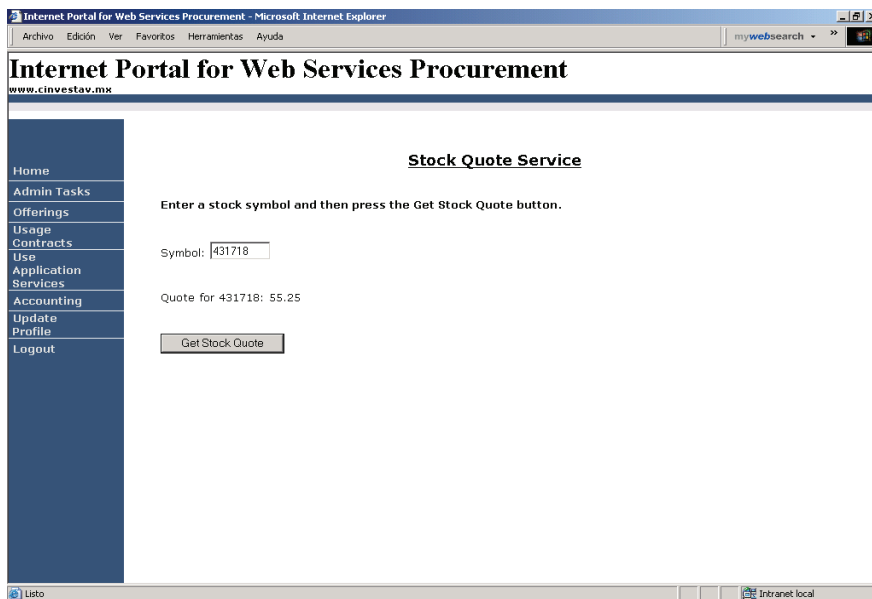 Internet Portal for Web Services Procurement - Microsoft Internet Explorer
Archivo Edición Ver Favoritos Herramientas Ayuda
mywebsearch
Internet Portal for Web Services Procurement
www.cinvestav.mx
Home
Admin Tasks
Offerings
Usage
Contracts
Use
Application
Services
Accounting
Update
Profile
Logout
Stock Quote Service
Enter a stock symbol and then press the Get Stock Quote button.
Symbol: 431718
Quote for 431718: 55.25
Get Stock Quote
Listo
Intranet local